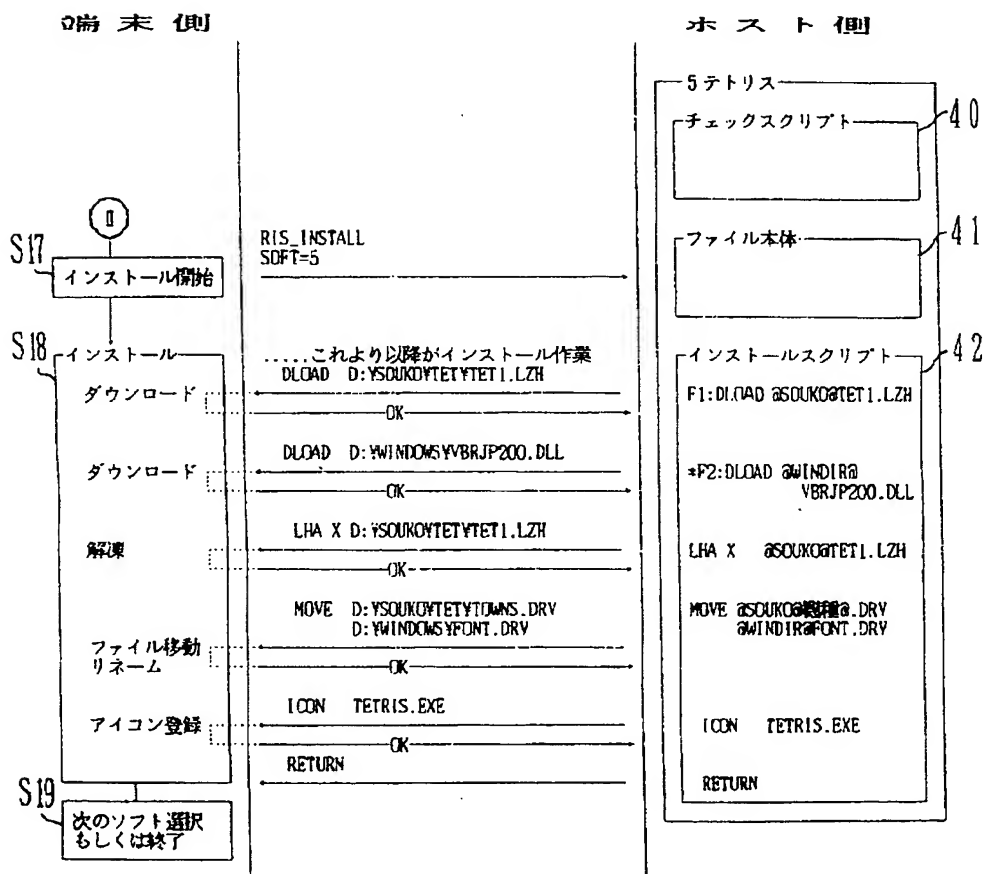 端末側
ホスト側
5テトリス
チェックスクリプト
40
ファイル本体
41
Ⅱ
S17
インストール開始
RIS_INSTALL
SOFT=5
S18
インストール
.....これより以降がインストール作業
インストールスクリプト
42
ダウンロード
DLOAD D:¥SOUKO¥TET¥TET1.LZH
OK
F1:DLOAD @SOUKO@TET1.LZH
ダウンロード
DLOAD D:¥WINDOWS¥VBRJP200.DLL
OK
*F2:DLOAD @WINDIR@
VBRJP200.DLL
解凍
LHA X D:¥SOUKO¥TET¥TET1.LZH
OK
LHA X @SOUKO@TET1.LZH
ファイル移動
リネーム
MOVE D:¥SOUKO¥TET¥TOWNS.DRV
D:¥WINDOWS¥FONT.DRV
OK
MOVE @SOUKO@機種@.DRV
@WINDIR@FONT.DRV
アイコン登録
ICON TETRIS.EXE
OK
ICON TETRIS.EXE
RETURN
RETURN
S19
次のソフト選択
もしくは終了